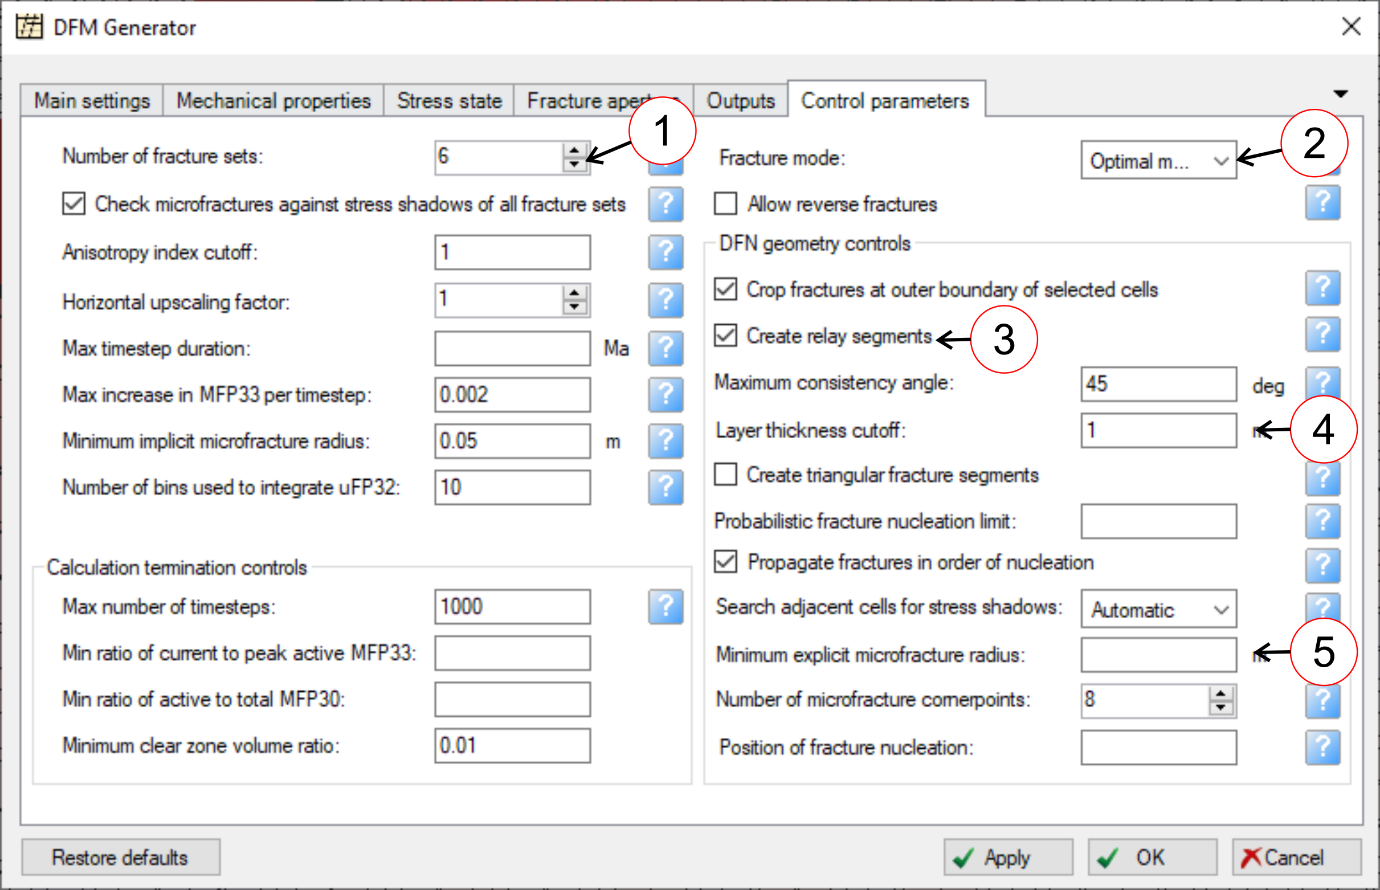 DFM Generator
Main settings
Mechanical properties
Stress state
Fracture
Outputs
Control parameters
Number of fracture sets: 6
1
Check microfractures against stress shadows of all fracture sets ?
Anisotropy index cutoff: 1 ?
Horizontal upscaling factor: 1 ?
Max timestep duration: Ma ?
Max increase in MFP33 per timestep: 0.002 ?
Minimum implicit microfracture radius: 0.05 m ?
Number of bins used to integrate uFP32: 10 ?
Calculation termination controls
Max number of timesteps: 1000 ?
Min ratio of current to peak active MFP33:
Min ratio of active to total MFP30:
Minimum clear zone volume ratio: 0.01
Fracture mode: Optimal m...
2
Allow reverse fractures ?
DFN geometry controls
Crop fractures at outer boundary of selected cells ?
Create relay segments ?
3
Maximum consistency angle: 45 deg ?
Layer thickness cutoff: 1
4
Create triangular fracture segments ?
Probabilistic fracture nucleation limit: ?
Propagate fractures in order of nucleation ?
Search adjacent cells for stress shadows: Automatic ?
Minimum explicit microfracture radius:
5
Number of microfracture cornerpoints: 8 ?
Position of fracture nucleation: ?
Restore defaults
Apply
OK
Cancel